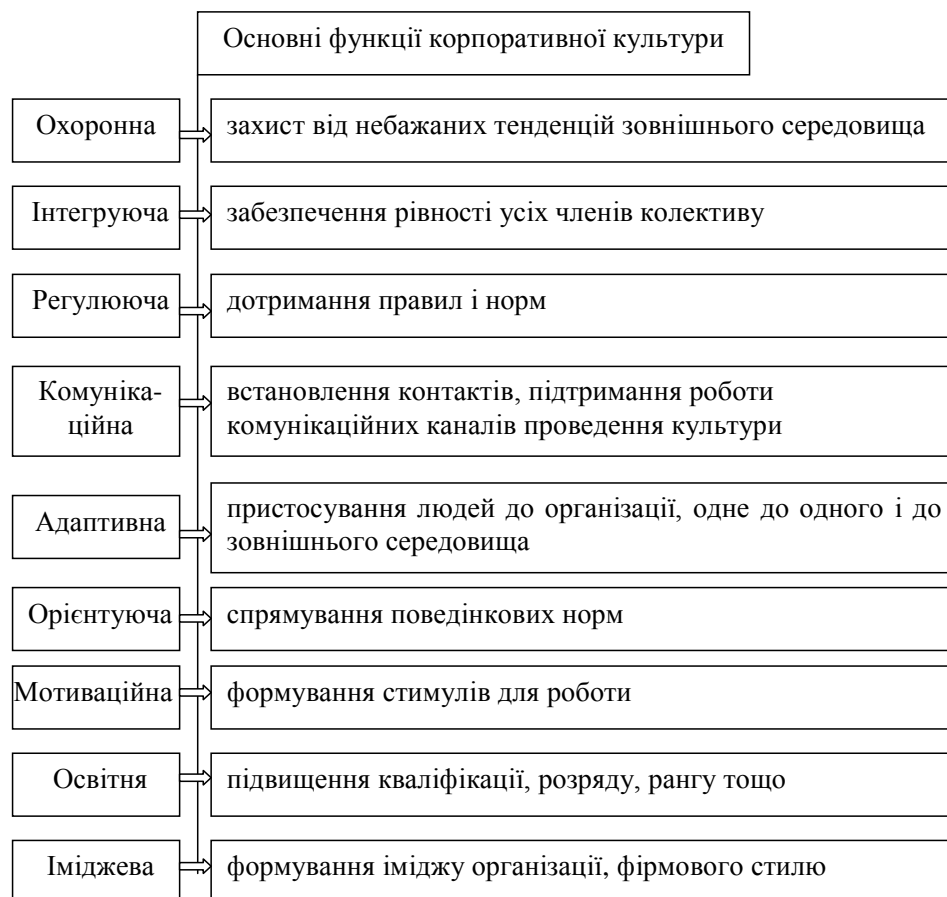 Основні функції корпоративної культури
Охоронна
захист від небажаних тенденцій зовнішнього середовища
Інтегруюча
забезпечення рівності усіх членів колективу
Регулююча
дотримання правил і норм
Комуніка-
ційна
встановлення контактів, підтримання роботи
комунікаційних каналів проведення культури
Адаптивна
пристосування людей до організації, одне до одного і до
зовнішнього середовища
Орієнтуюча
спрямування поведінкових норм
Мотиваційна
формування стимулів для роботи
Освітня
підвищення кваліфікації, розряду, рангу тощо
Іміджева
формування іміджу організації, фірмового стилю